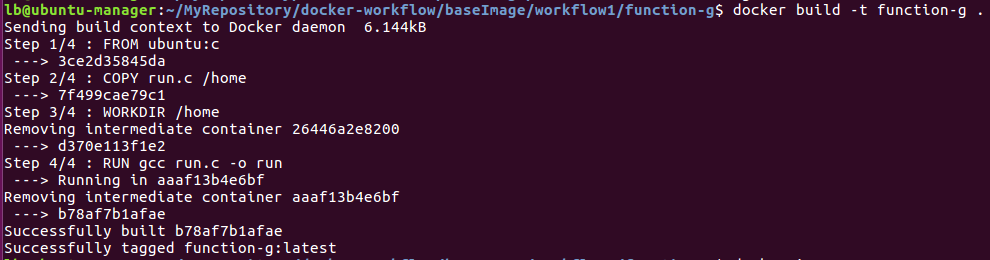 lb@ubuntu-manager:~/MyRepository/docker-workflow/baseImage/workflow1/function-g$ docker build -t function-g .
Sending build context to Docker daemon  6.144kB
Step 1/4 : FROM ubuntu:c
 ---> 3ce2d35845da
Step 2/4 : COPY run.c /home
 ---> 7f499cae79c1
Step 3/4 : WORKDIR /home
Removing intermediate container 26446a2e8200
 ---> d370e113f1e2
Step 4/4 : RUN gcc run.c -o run
 ---> Running in aaaf13b4e6bf
Removing intermediate container aaaf13b4e6bf
 ---> b78af7b1afae
Successfully built b78af7b1afae
Successfully tagged function-g:latest